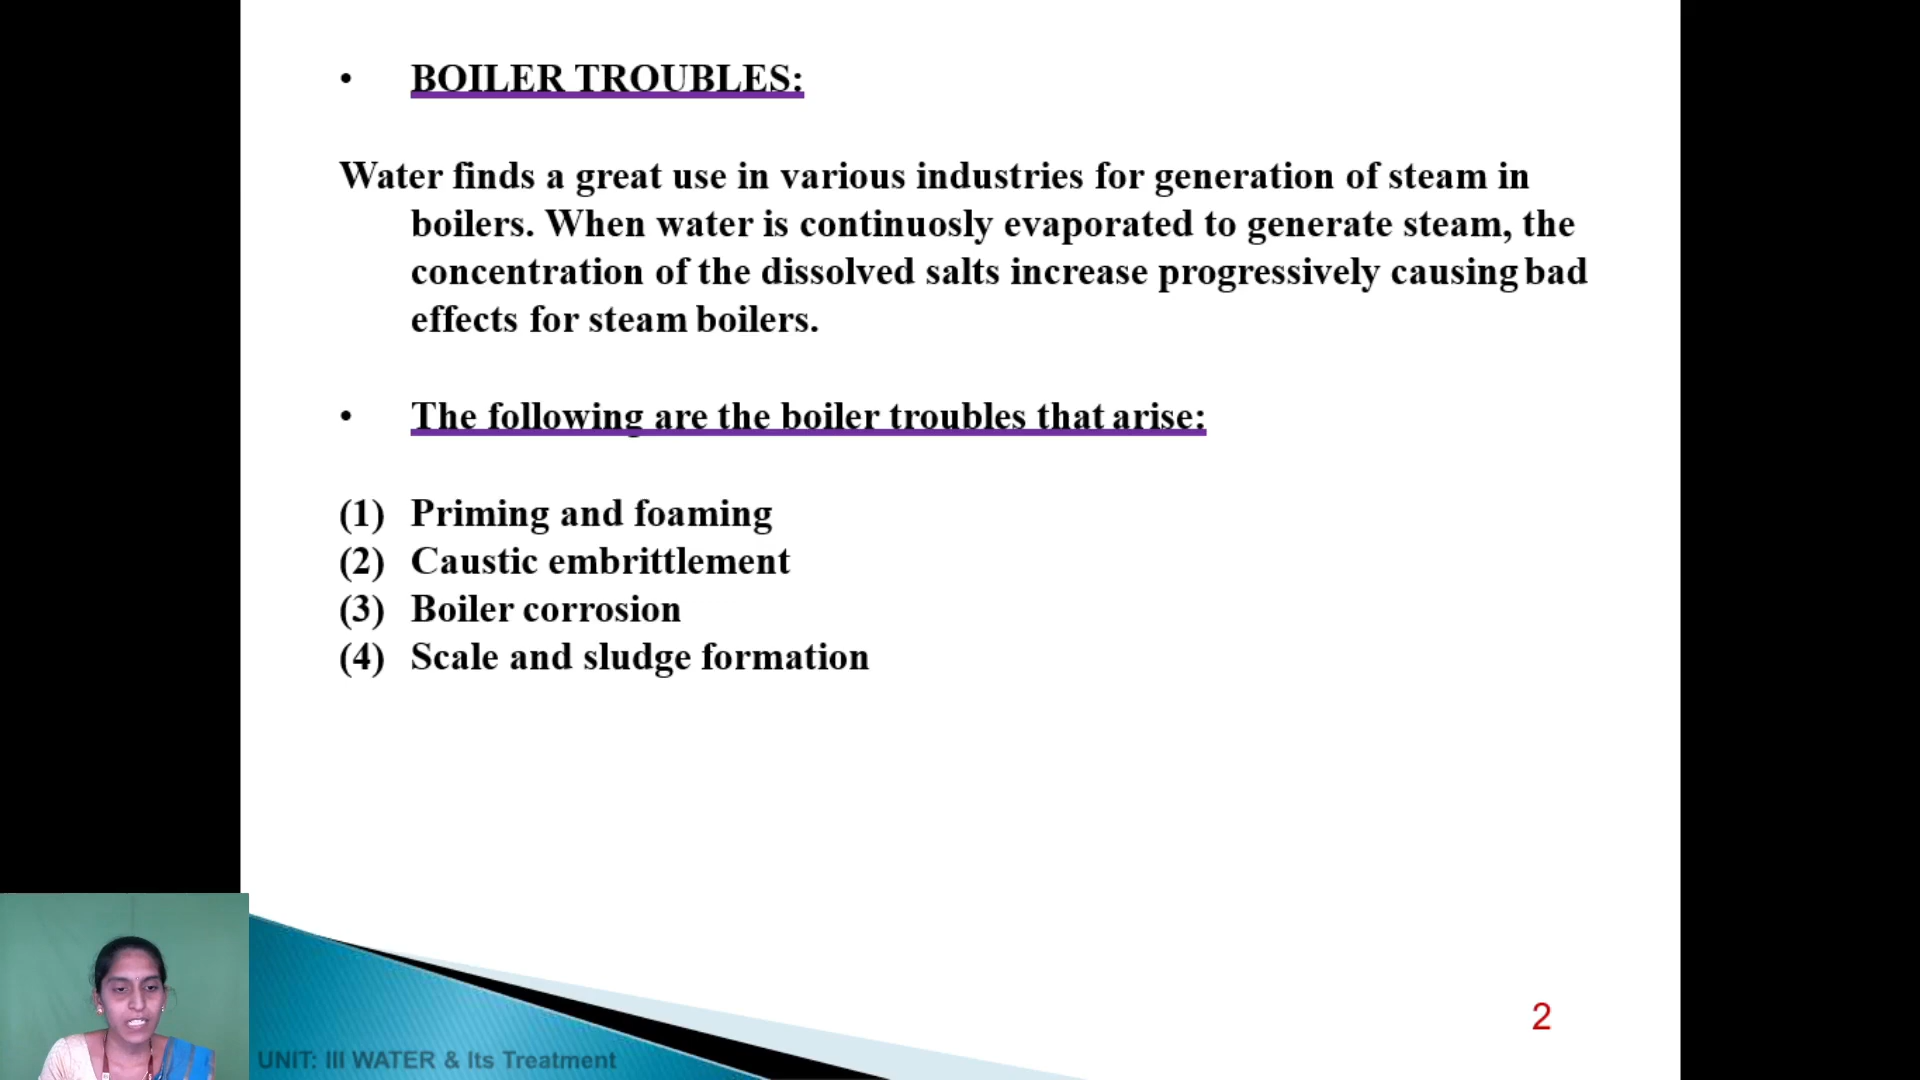 • BOILER TROUBLES:
Water finds a great use in various industries for generation of steam in
boilers. When water is continuosly evaporated to generate steam, the
concentration of the dissolved salts increase progressively causing bad
effects for steam boilers.
• The following are the boiler troubles that arise:
(1) Priming and foaming
(2) Caustic embrittlement
(3) Boiler corrosion
(4) Scale and sludge formation
2
UNIT: III WATER & Its Treatment